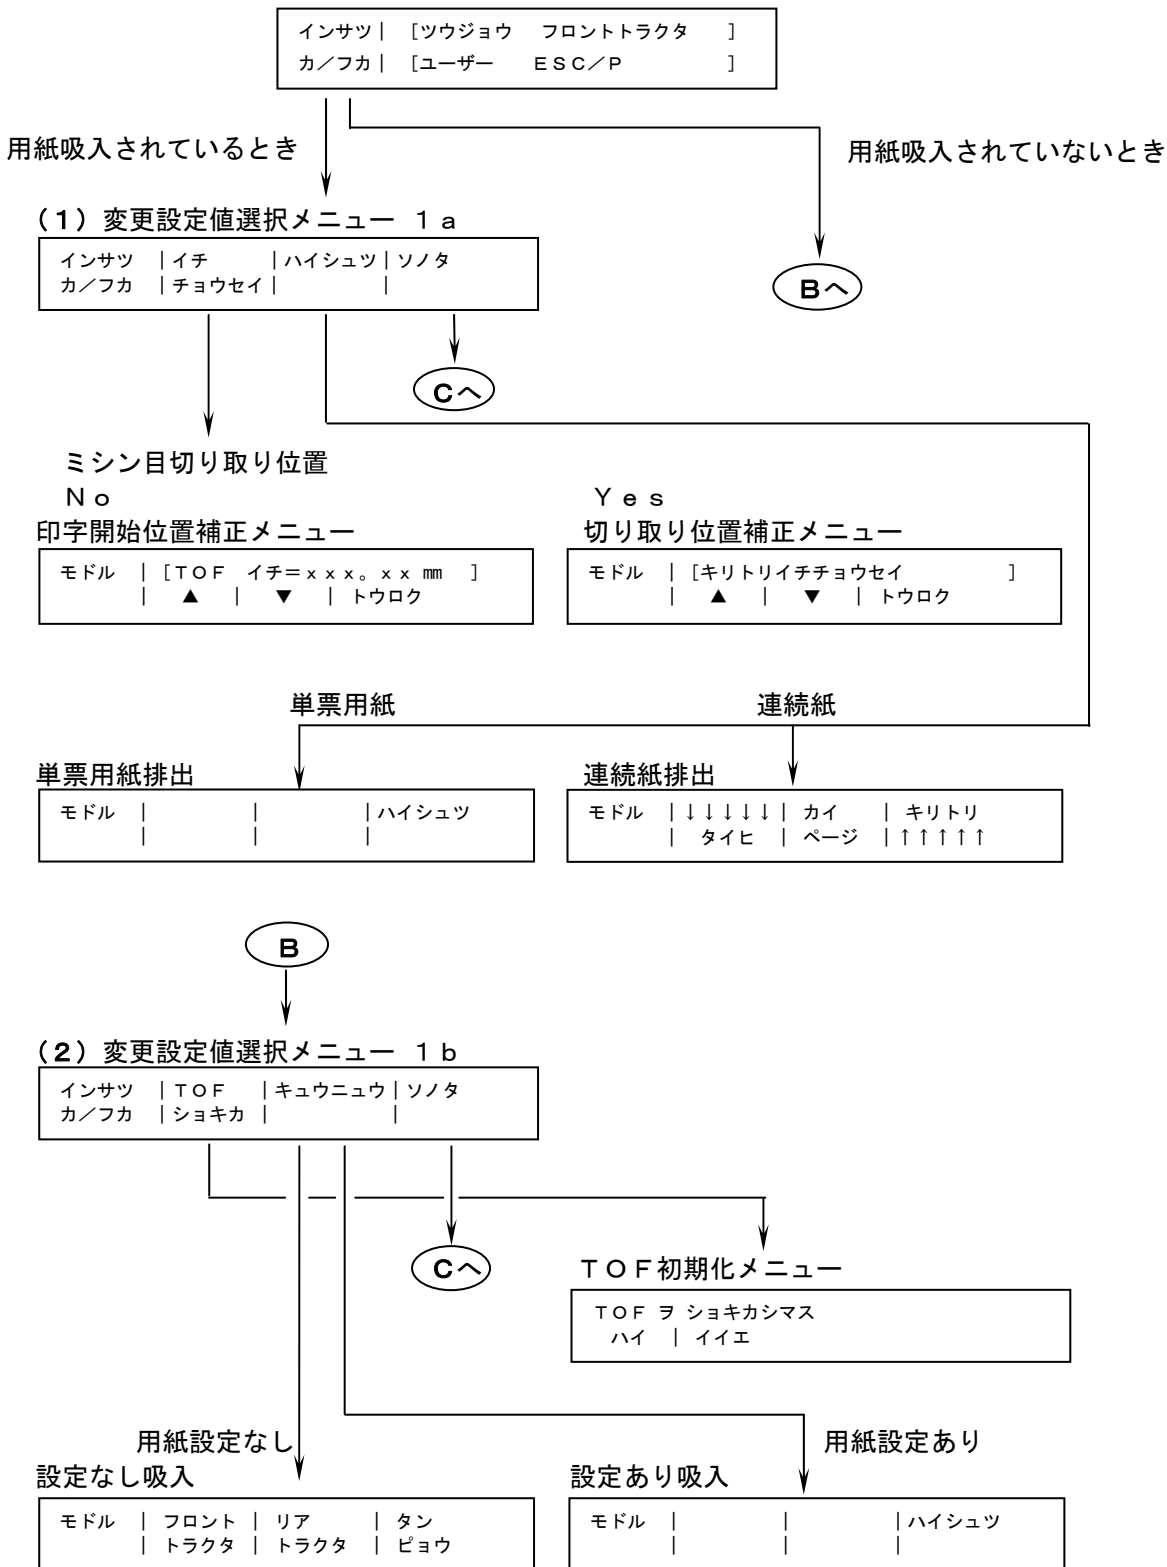 インサツ｜ ［ツウジョウ　フロントトラクタ　］
カ／フカ｜ ［ユーザー　ＥＳＣ／Ｐ　］
用紙吸入されているとき
用紙吸入されていないとき
（１）変更設定値選択メニュー　１ａ
インサツ ｜イチ ｜ハイシュツ｜ソノタ
カ／フカ ｜チョウセイ｜ ｜
Ｂへ
Ｃへ
ミシン目切り取り位置
Ｎｏ
Ｙｅｓ
印字開始位置補正メニュー
切り取り位置補正メニュー
モドル ｜［ＴＯＦ　イチ＝ｘｘｘ。ｘｘ㎜　］
｜ ▲ ｜ ▼ ｜トウロク
モドル ｜［キリトリイチチョウセイ　］
｜ ▲ ｜ ▼ ｜トウロク
単票用紙
連続紙
単票用紙排出
連続紙排出
モドル ｜ ｜ ｜ハイシュツ
｜ ｜ ｜
モドル ｜↓↓↓↓↓｜ カイ ｜ キリトリ
｜ タイヒ ｜ ページ ｜↑↑↑↑↑
Ｂ
（２）変更設定値選択メニュー　１ｂ
インサツ ｜ＴＯＦ ｜キュウニュウ｜ソノタ
カ／フカ ｜ショキカ ｜ ｜
Ｃへ
ＴＯＦ初期化メニュー
ＴＯＦ ヲ ショキカシマス
ハイ ｜ イイエ
用紙設定なし
用紙設定あり
設定なし吸入
設定あり吸入
モドル ｜ フロント ｜ リア ｜ タン
｜ トラクタ ｜ トラクタ ｜ ピョウ
モドル ｜ ｜ ｜ハイシュツ
｜ ｜ ｜